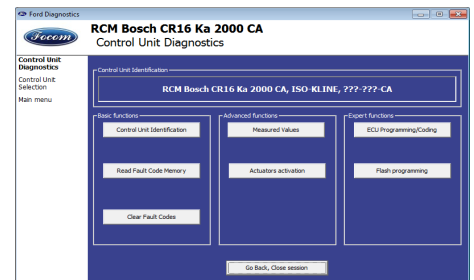 Ford Diagnostics
Focom
RCM Bosch CR16 Ka 2000 CA
Control Unit Diagnostics
Control Unit
Diagnostics
Control Unit
Selection
Main menu
Control Unit Identification
RCM Bosch CR16 Ka 2000 CA, ISO-KLINE, ???-???-CA
Basic functions
Control Unit Identification
Read Fault Code Memory
Clear Fault Codes
Advanced functions
Measured Values
Actuators activation
Expert functions
ECU Programming/Coding
Flash programming
Go Back, Close session